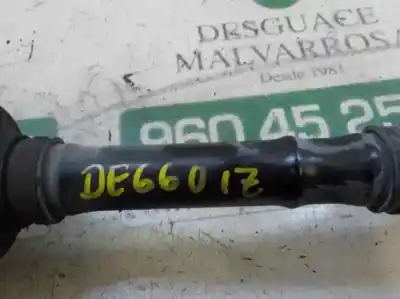 DESGUACE
MALVARROSA
Desde 1981
960 45 25
DE6601Z